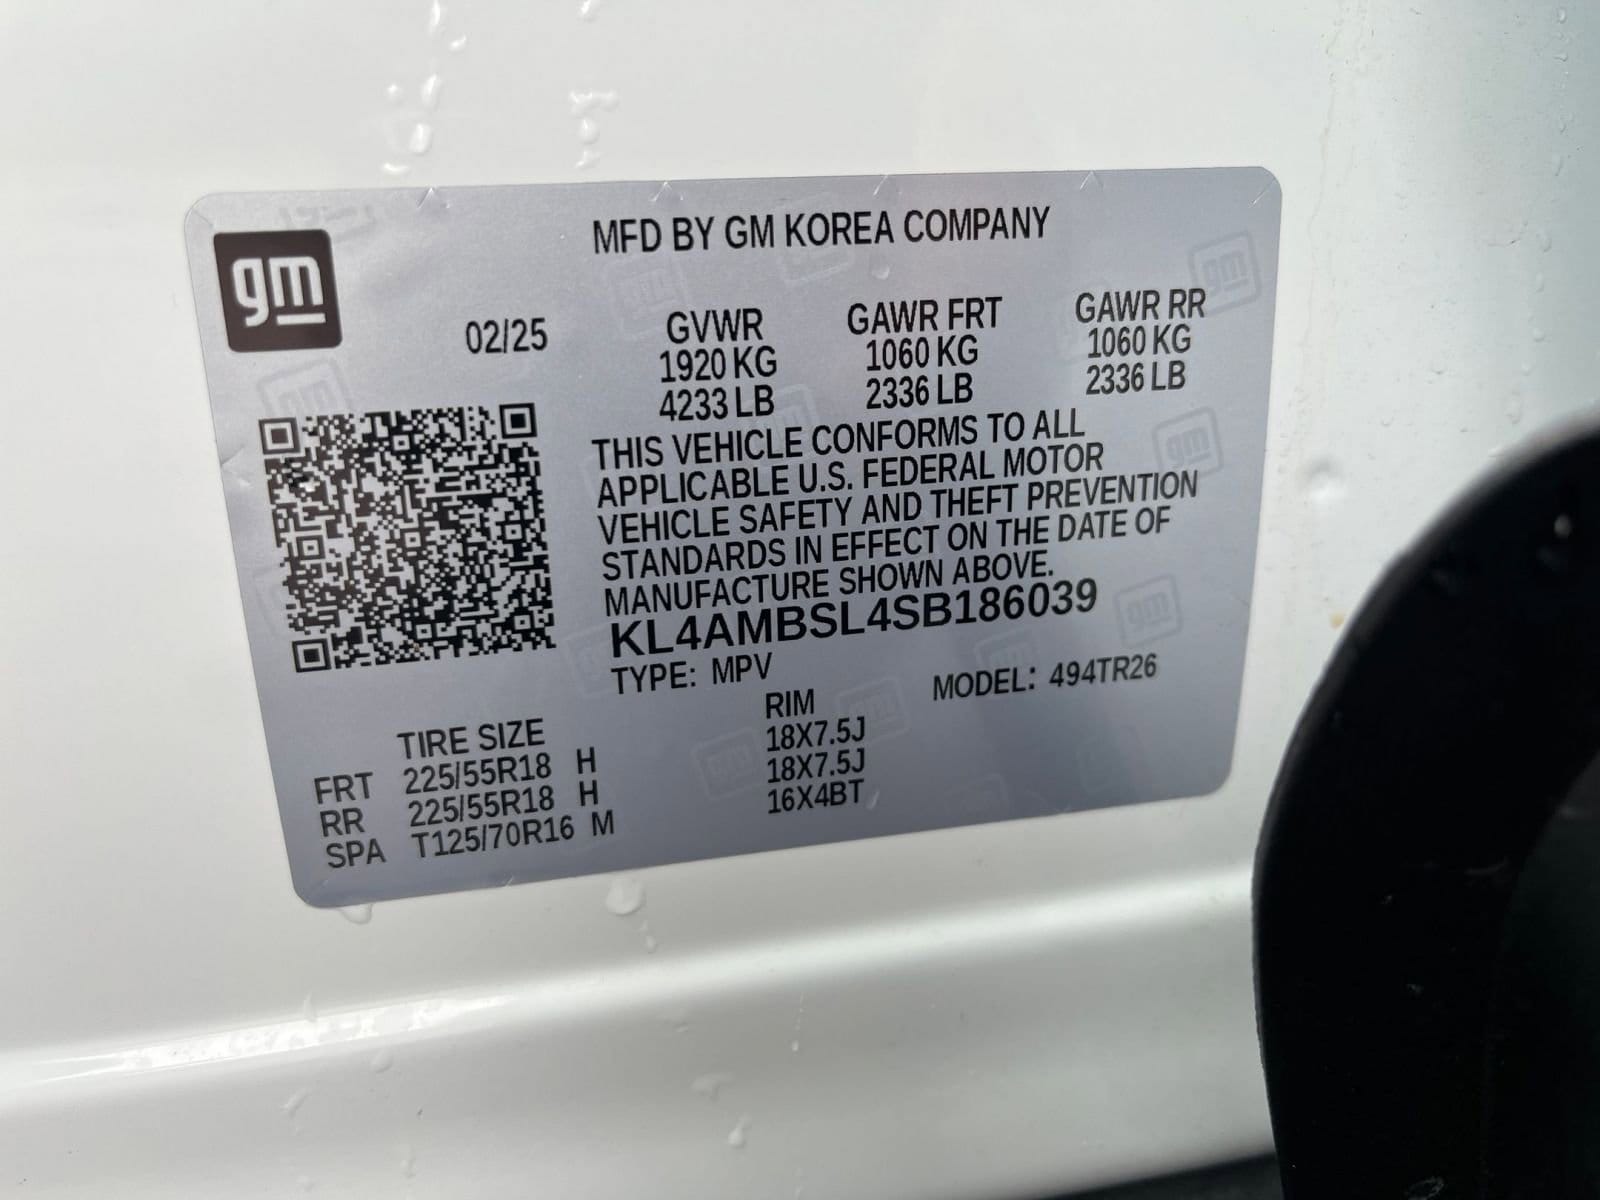 gm
MFD BY GM KOREA COMPANY
02/25
GVWR
1920 KG
4233 LB
GAWR FRT
1060 KG
2336 LB
GAWR RR
1060 KG
2336 LB
THIS VEHICLE CONFORMS TO ALL
APPLICABLE U.S. FEDERAL MOTOR
VEHICLE SAFETY AND THEFT PREVENTION
STANDARDS IN EFFECT ON THE DATE OF
MANUFACTURE SHOWN ABOVE.
KL4AMBSL4SB186039
TYPE: MPV
MODEL: 494TR26
TIRE SIZE RIM
FRT 225/55R18 H 18X7.5J
RR 225/55R18 H 18X7.5J
SPA T125/70R16 M 16X4BT